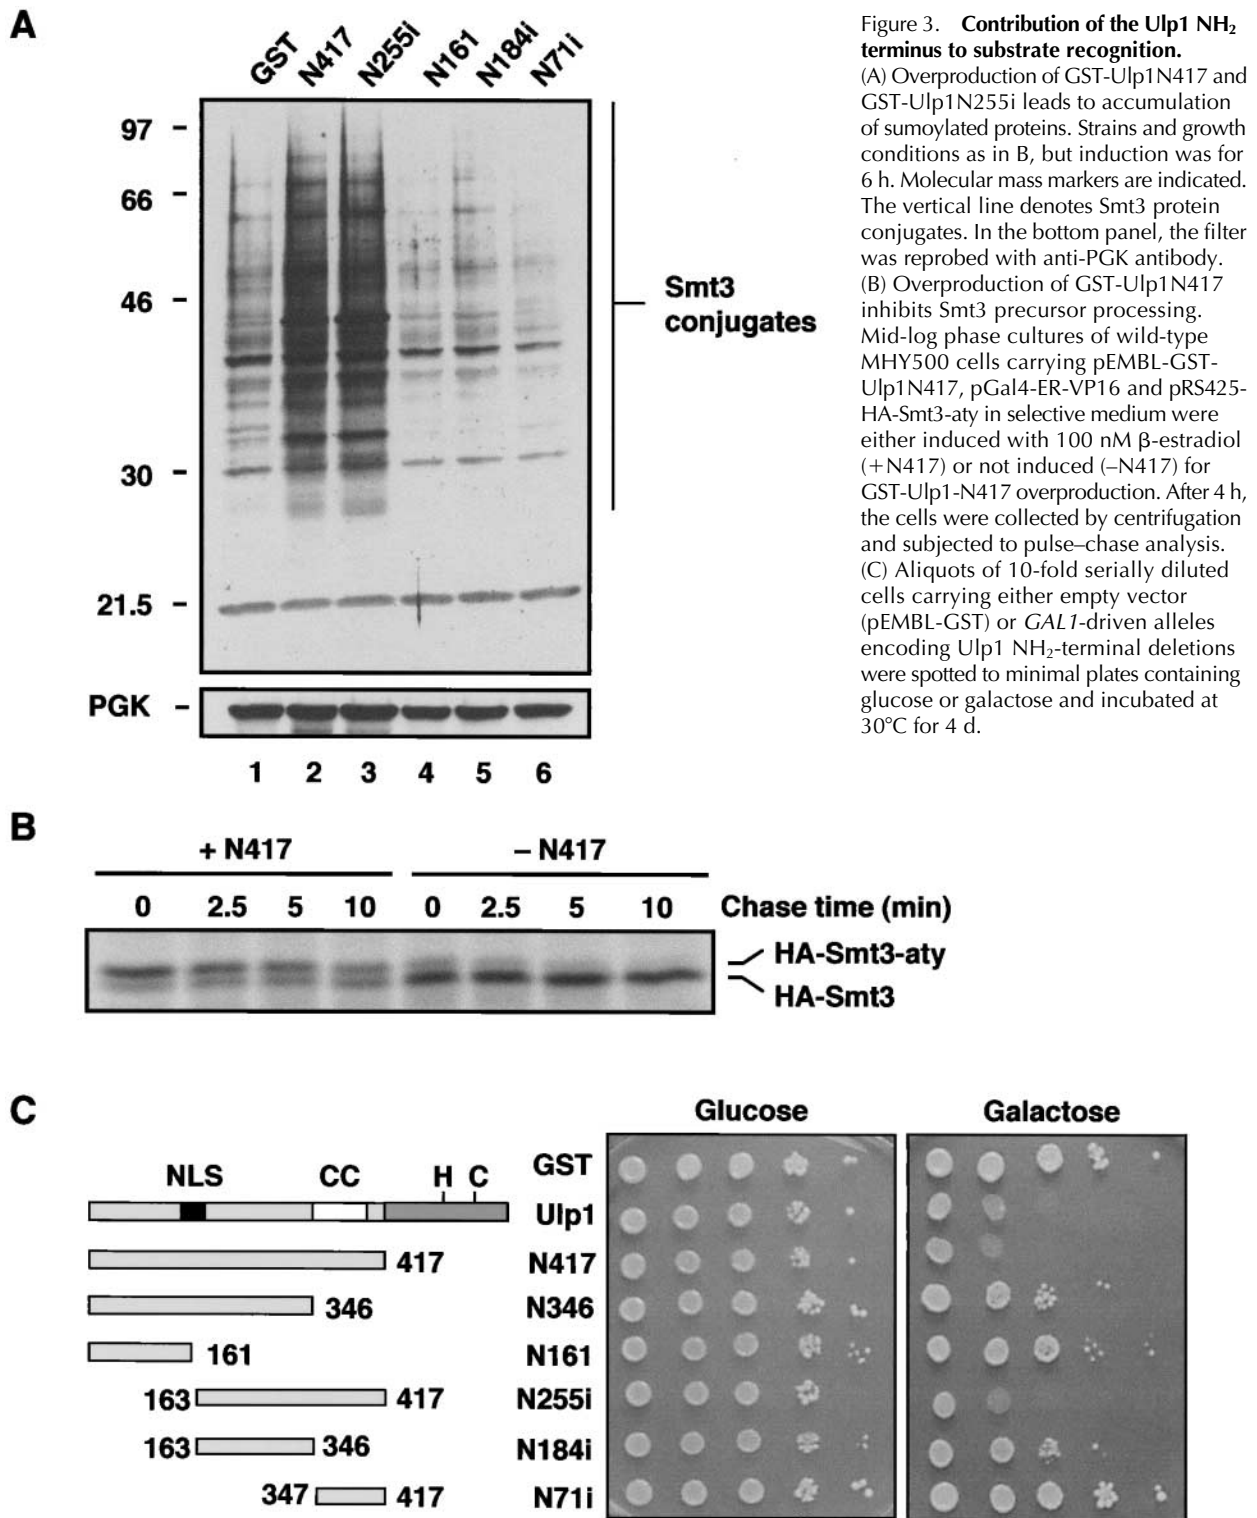 A
GST N417 N255i N161 N184i N71i
97
66
46
30
21.5
Smt3
conjugates
PGK
1 2 3 4 5 6
Figure 3. Contribution of the Ulp1 NH2
terminus to substrate recognition.
(A) Overproduction of GST-Ulp1N417 and
GST-Ulp1N255i leads to accumulation
of sumoylated proteins. Strains and growth
conditions as in B, but induction was for
6 h. Molecular mass markers are indicated.
The vertical line denotes Smt3 protein
conjugates. In the bottom panel, the filter
was reprobed with anti-PGK antibody.
(B) Overproduction of GST-Ulp1N417
inhibits Smt3 precursor processing.
Mid-log phase cultures of wild-type
MHY500 cells carrying pEMBL-GST-
Ulp1N417, pGal4-ER-VP16 and pRS425-
HA-Smt3-aty in selective medium were
either induced with 100 nM β-estradiol
(+N417) or not induced (–N417) for
GST-Ulp1-N417 overproduction. After 4 h,
the cells were collected by centrifugation
and subjected to pulse–chase analysis.
(C) Aliquots of 10-fold serially diluted
cells carrying either empty vector
(pEMBL-GST) or GAL1-driven alleles
encoding Ulp1 NH2-terminal deletions
were spotted to minimal plates containing
glucose or galactose and incubated at
30°C for 4 d.
B
+ N417 – N417
0 2.5 5 10 0 2.5 5 10 Chase time (min)
HA-Smt3-aty
HA-Smt3
C
Glucose Galactose
NLS CC H C GST
Ulp1
417 N417
346 N346
161 N161
163 417 N255i
163 346 N184i
347 417 N71i